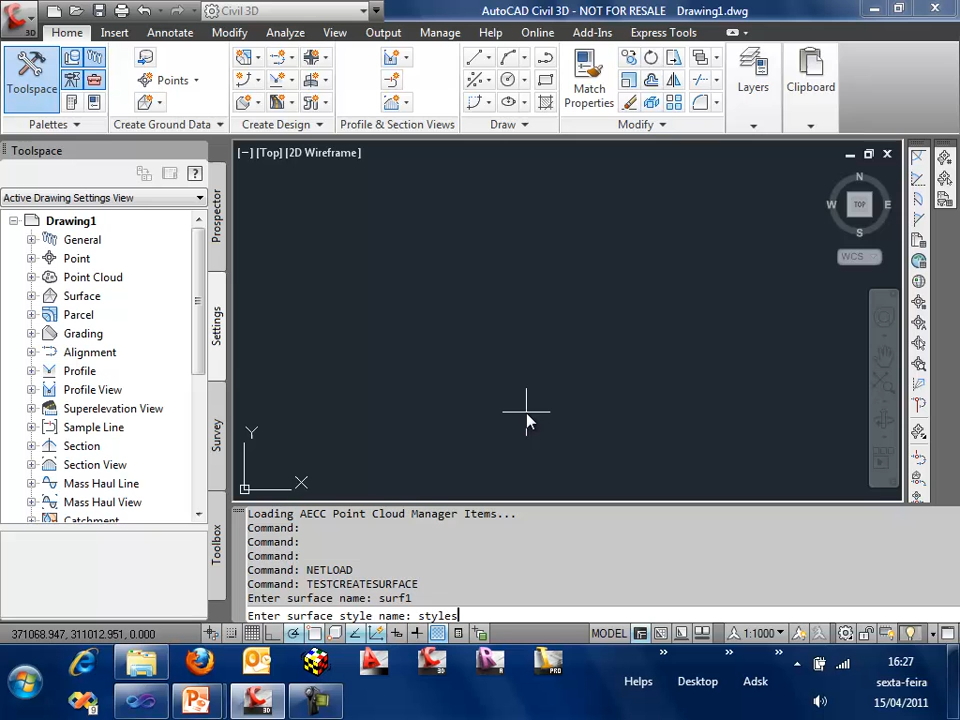 Civil 3D
AutoCAD Civil 3D - NOT FOR RESALE Drawing1.dwg
3D
Home Insert Annotate Modify Analyze View Output Manage Help Online Add-Ins Express Tools
Toolspace
Points
Match
Properties
Layers
Clipboard
Palettes
Create Ground Data
Create Design
Profile & Section Views
Draw
Modify
Toolspace
Active Drawing Settings View
Drawing1
General
Point
Point Cloud
Surface
Parcel
Grading
Alignment
Profile
Profile View
Superelevation View
Sample Line
Section
Section View
Mass Haul Line
Mass Haul View
Catchment
Prospector
Settings
Survey
Toolbox
[−] [Top] [2D Wireframe]
N
W TOP E
S
WCS
Y
X
Loading AECC Point Cloud Manager Items...
Command:
Command:
Command:
Command: NETLOAD
Command: TESTCREATESURFACE
Enter surface name: surf1
Enter surface style name: styles
371068.947, 311012.951, 0.000
MODEL
1:1000
Helps
Desktop
Adsk
16:27
sexta-feira
15/04/2011